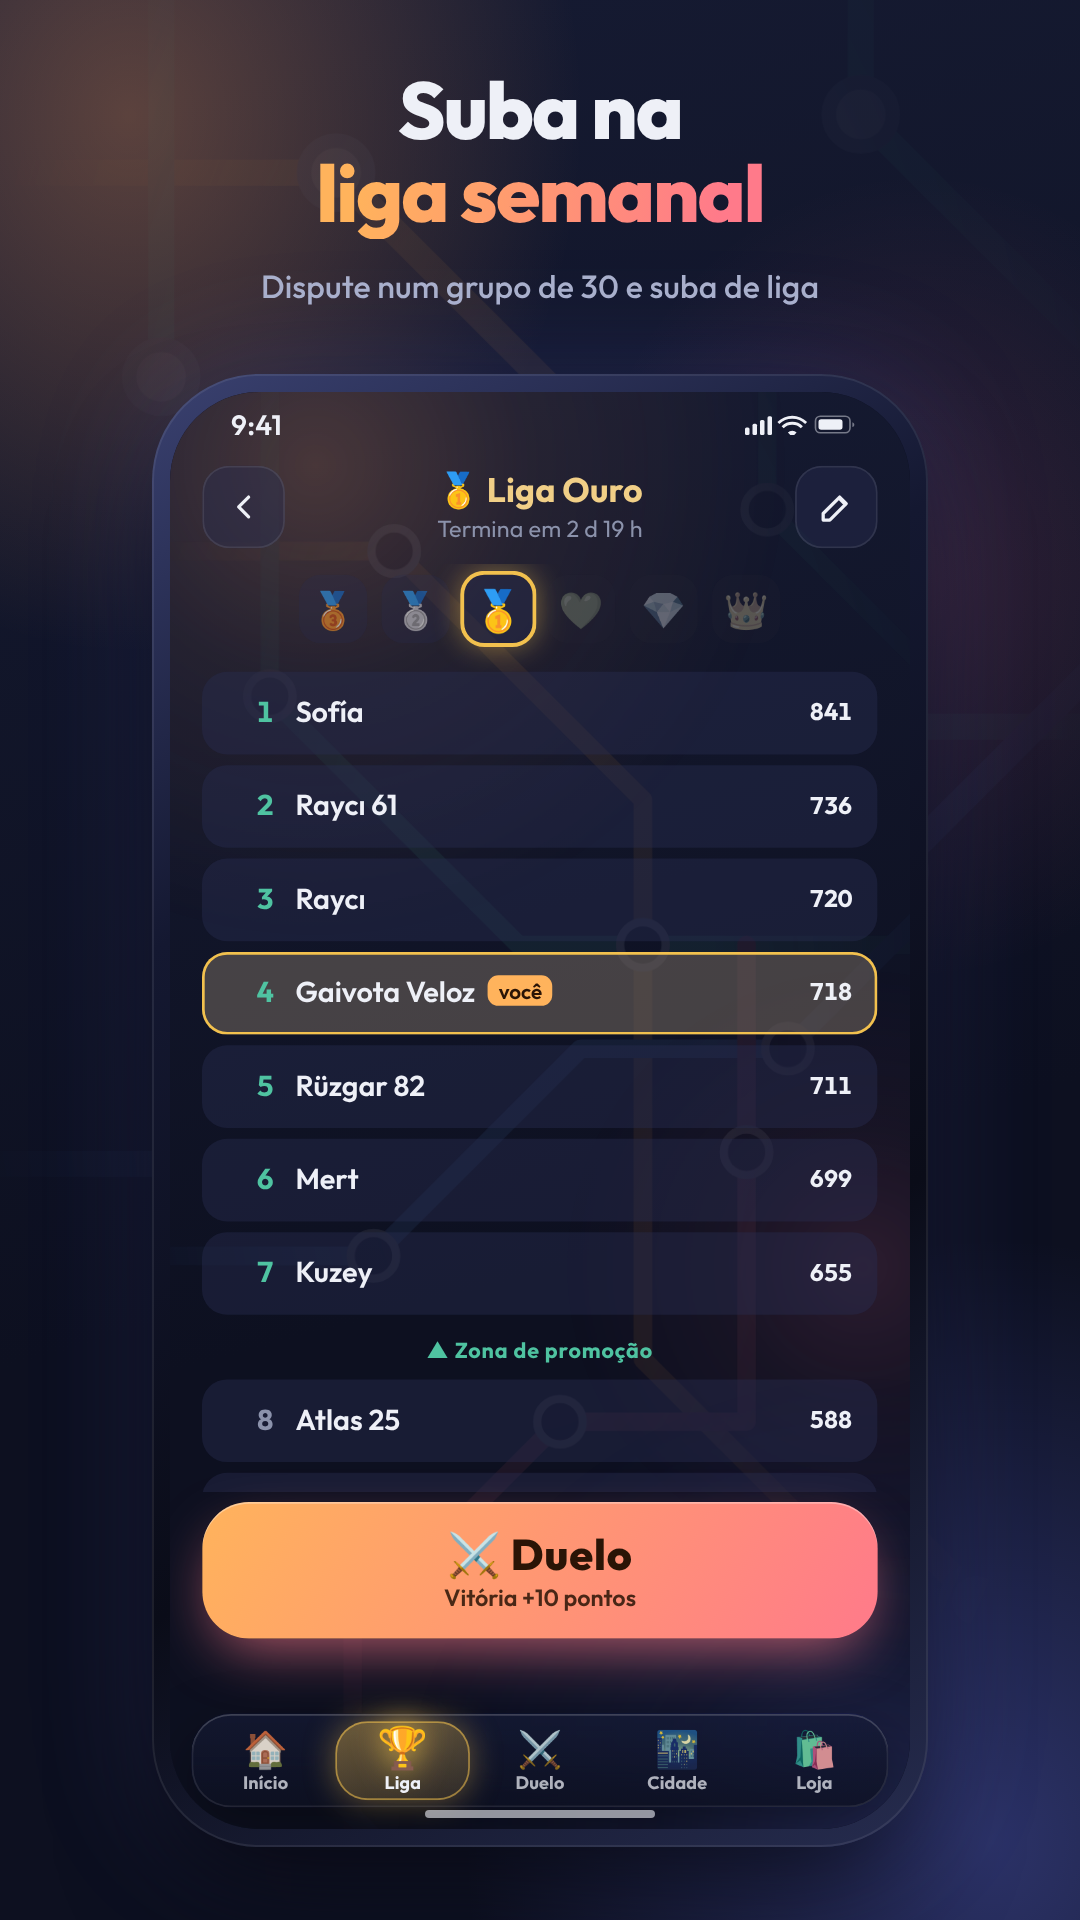 Suba na
liga semanal
Dispute num grupo de 30 e suba de liga
9:41
🥇 Liga Ouro
Termina em 2 d 19 h
1 Sofía 841
2 Raycı 61 736
3 Raycı 720
4 Gaivota Veloz você 718
5 Rüzgar 82 711
6 Mert 699
7 Kuzey 655
▲ Zona de promoção
8 Atlas 25 588
⚔️ Duelo
Vitória +10 pontos
Início Liga Duelo Cidade Loja